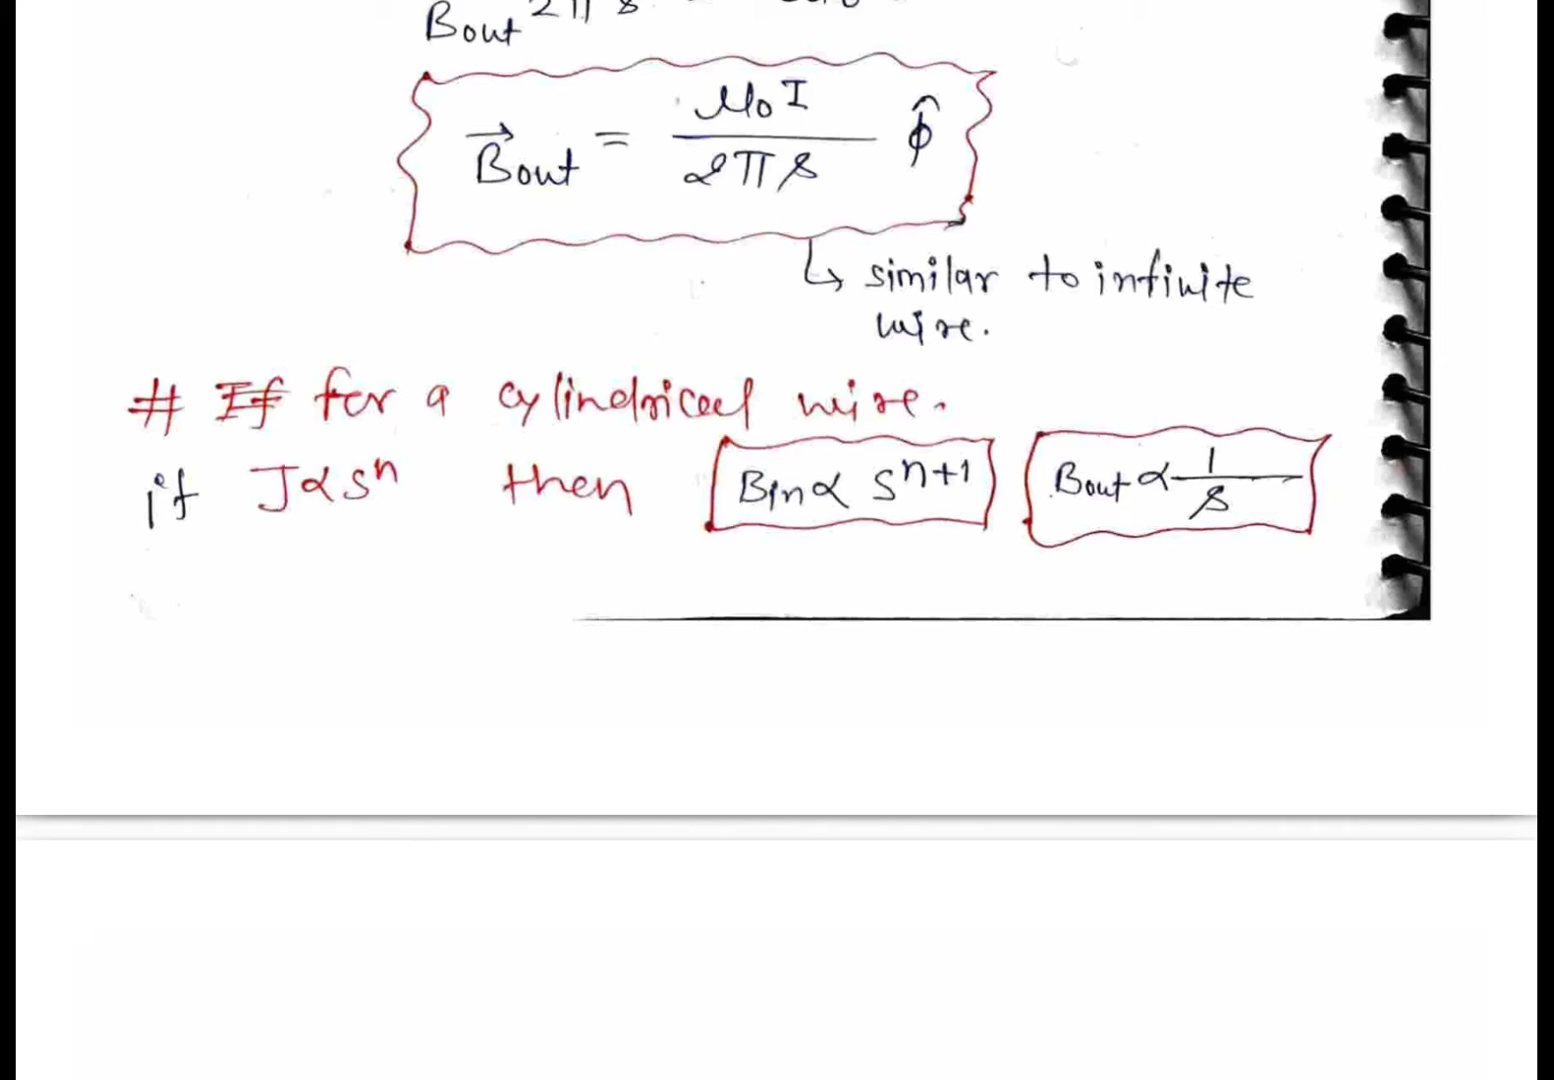 Bout 2π s
B⃗out = μ₀I / 2πs ϕ̂
↳ similar to infinite
wire.
# If for a cylindrical wire.
if J∝sⁿ then Bin∝ sⁿ⁺¹ Bout∝ 1/s